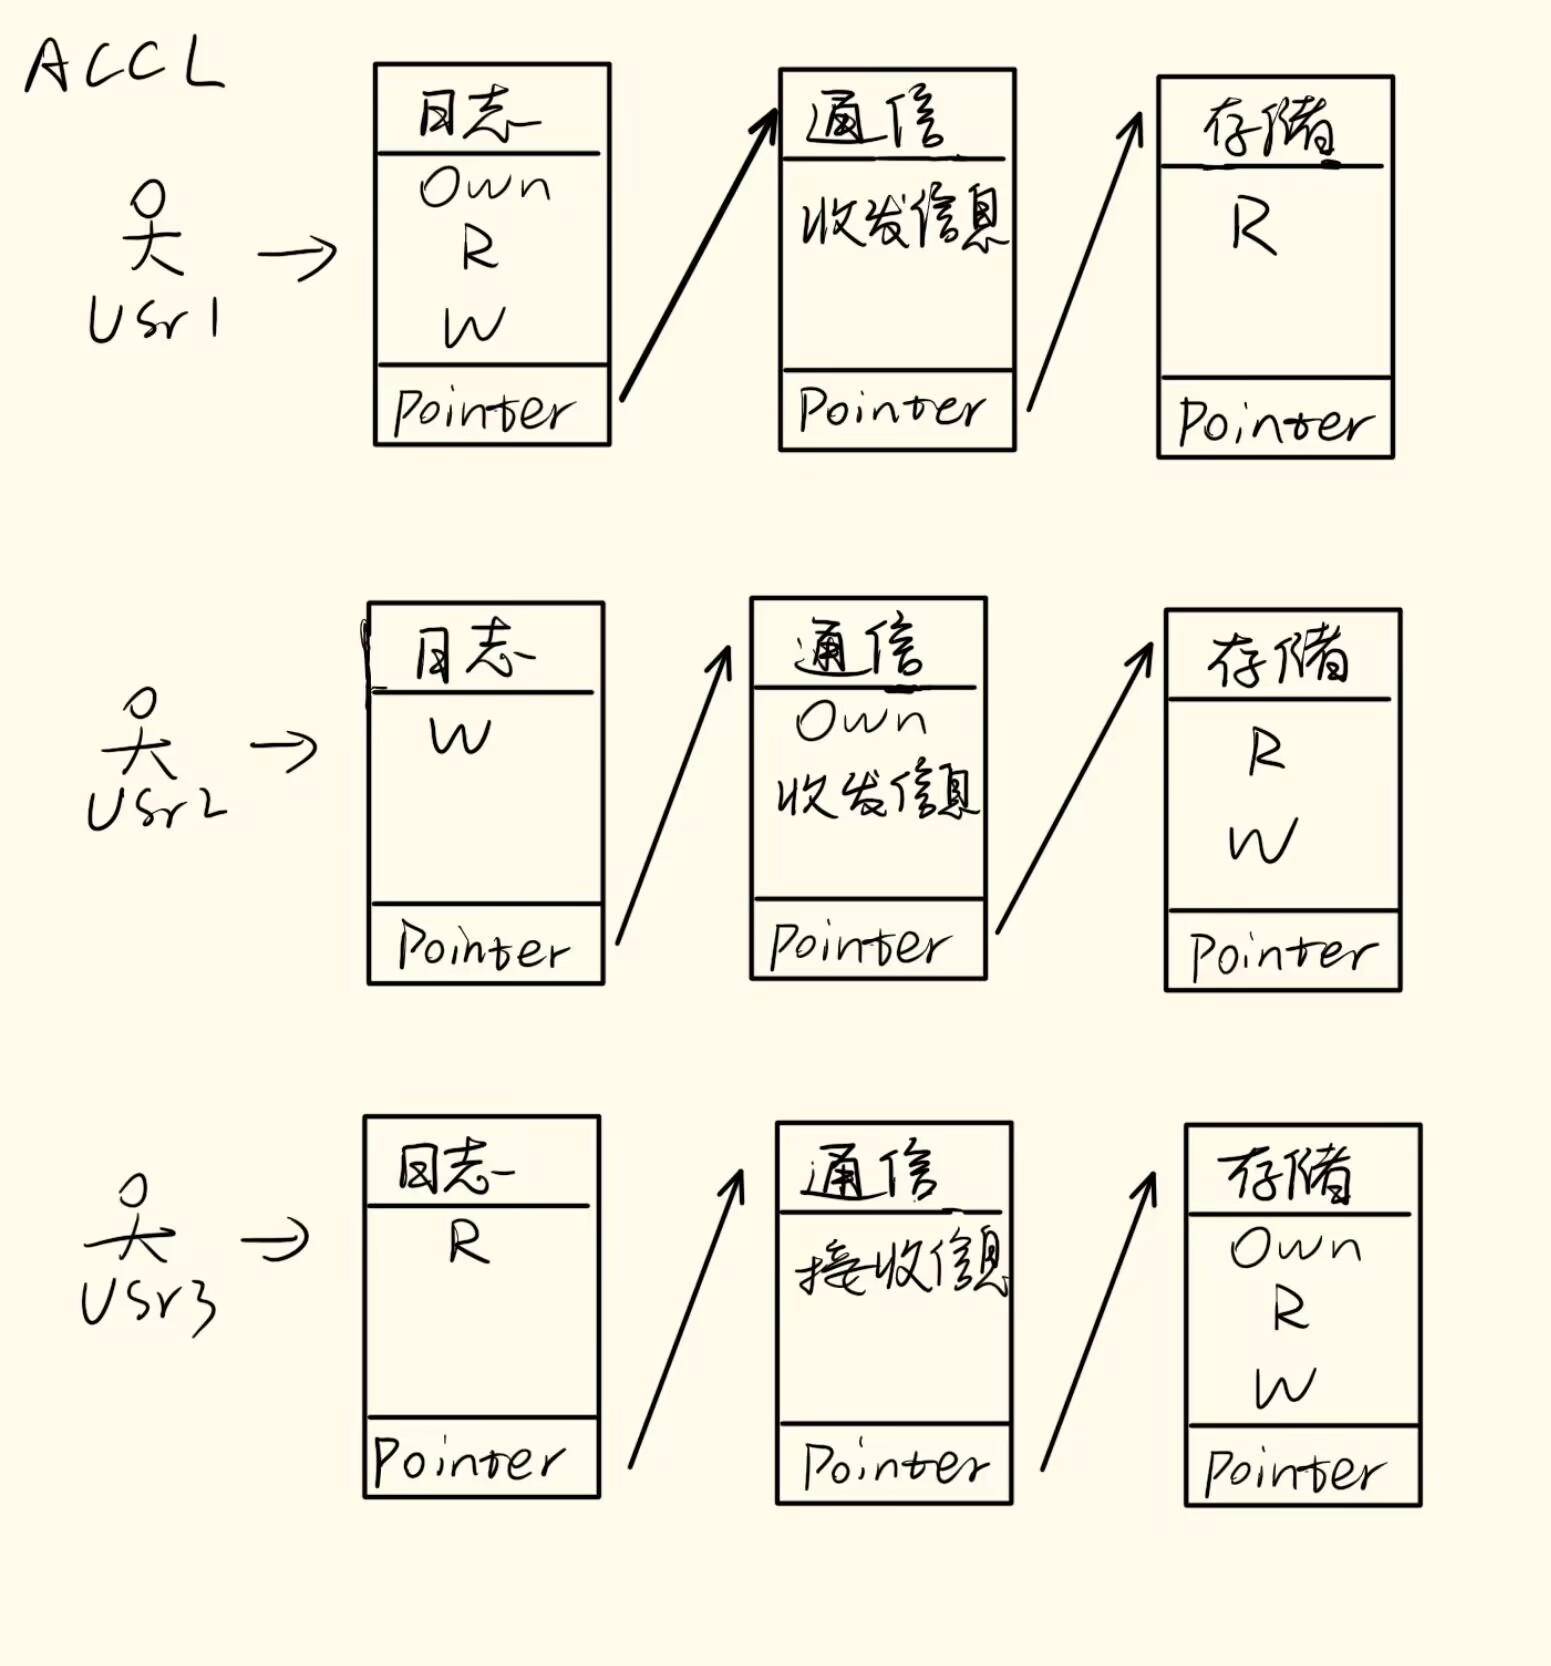 ACCL
Usr1
日志
Own
R
W
Pointer
通信
收发信息
Pointer
存储
R
Pointer
Usr2
日志
W
Pointer
通信
Own
收发信息
Pointer
存储
R
W
Pointer
Usr3
日志
R
Pointer
通信
接收信息
Pointer
存储
Own
R
W
Pointer